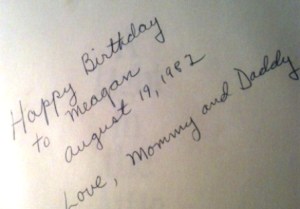 Happy Birthday
to Meagan
August 19, 1982
Love, Mommy and Daddy